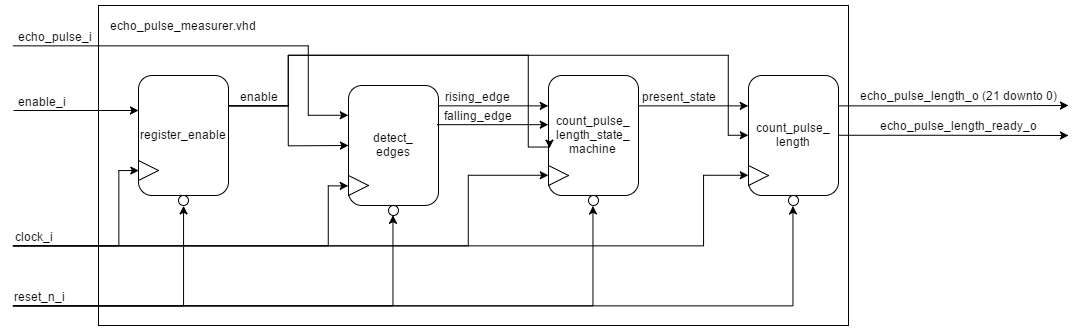 echo_pulse_measurer.vhd
echo_pulse_i
enable_i
register_enable
enable
detect_
edges
rising_edge
falling_edge
count_pulse_
length_state_
machine
present_state
count_pulse_
length
echo_pulse_length_o (21 downto 0)
echo_pulse_length_ready_o
clock_i
reset_n_i